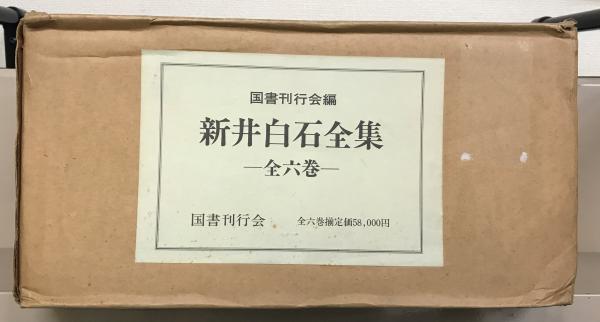 国書刊行会編
新井白石全集
—全六巻—
国書刊行会 全六巻揃定価58,000円